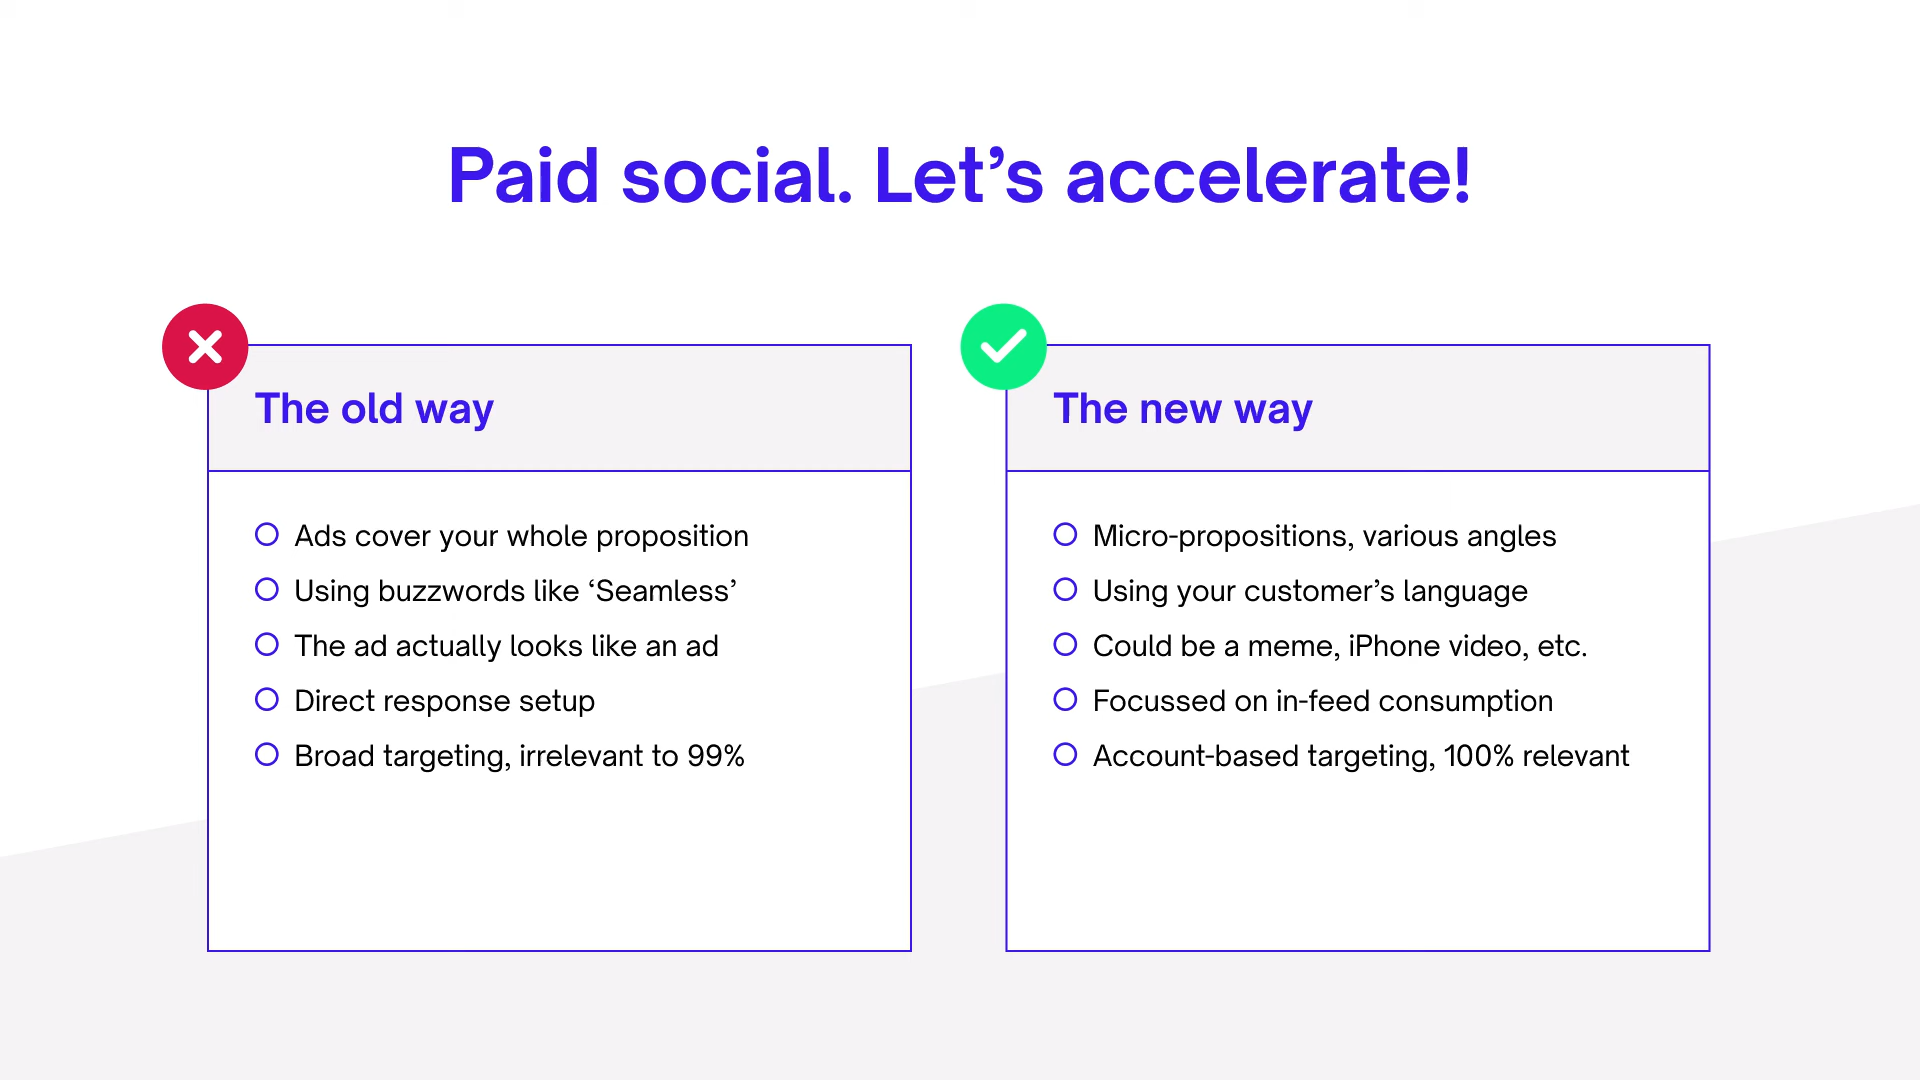 Paid social. Let’s accelerate!
The old way
Ads cover your whole proposition
Using buzzwords like ‘Seamless’
The ad actually looks like an ad
Direct response setup
Broad targeting, irrelevant to 99%
The new way
Micro-propositions, various angles
Using your customer’s language
Could be a meme, iPhone video, etc.
Focussed on in-feed consumption
Account-based targeting, 100% relevant